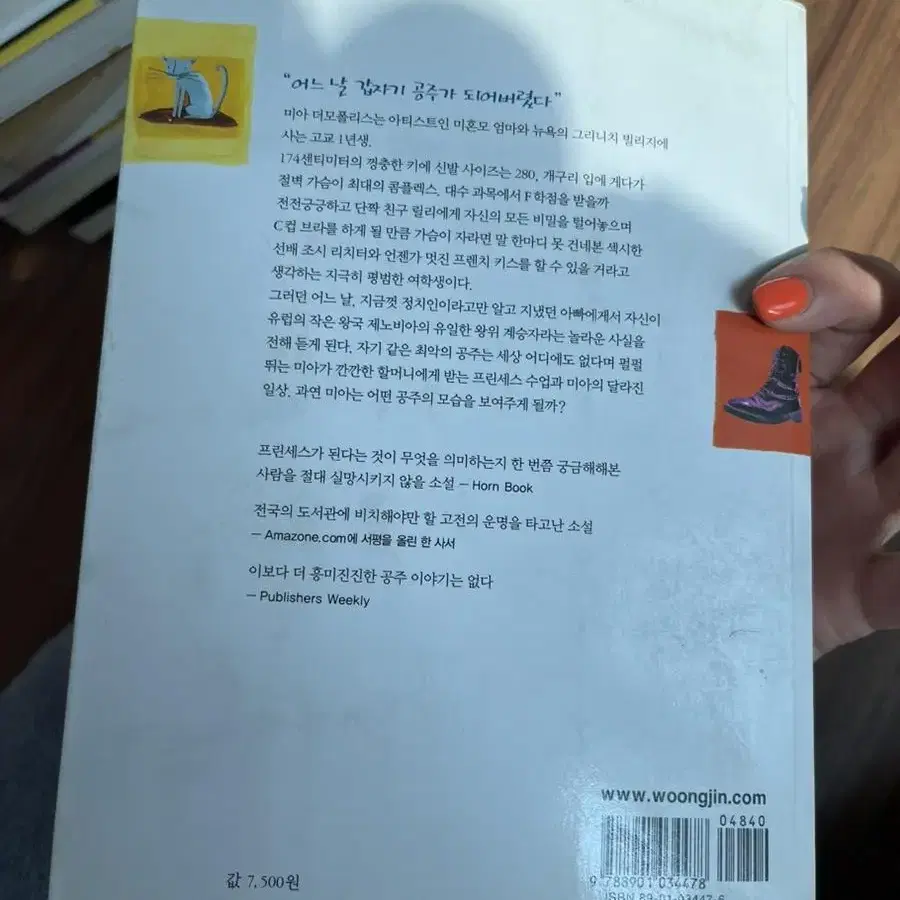 "어느 날 갑자기 공주가 되어버렸다"
미아 더모폴리스는 아티스트인 미혼모 엄마와 뉴욕의 그리니치 빌리지에
사는 고교 1년생.
174센티미터의 껑충한 키에 신발 사이즈는 280, 개구리 입에 게다가
절벽 가슴이 최대의 콤플렉스. 대수 과목에서 F학점을 받을까
전전긍긍하고 단짝 친구 릴리에게 자신의 모든 비밀을 털어놓으며
C컵 브라를 하게 될 만큼 가슴이 자라면 말 한마디 못 건네본 섹시한
선배 조시 리치터와 언젠가 멋진 프렌치 키스를 할 수 있을 거라고
생각하는 지극히 평범한 여학생이다.
그러던 어느 날, 지금껏 정치인이라고만 알고 지냈던 아빠에게서 자신이
유럽의 작은 왕국 제노비아의 유일한 왕위 계승자라는 놀라운 사실을
전해 듣게 된다. 자기 같은 최악의 공주는 세상 어디에도 없다며 펄펄
뛰는 미아가 깐깐한 할머니에게 받는 프린세스 수업과 미아의 달라진
일상. 과연 미아는 어떤 공주의 모습을 보여주게 될까?
프린세스가 된다는 것이 무엇을 의미하는지 한 번쯤 궁금해해본
사람을 절대 실망시키지 않을 소설 – Horn Book
전국의 도서관에 비치해야만 할 고전의 운명을 타고난 소설
– Amazone.com에 서평을 올린 한 사서
이보다 더 흥미진진한 공주 이야기는 없다
– Publishers Weekly
www.woongjin.com
04840
9 788901 034478
값 7,500원
ISBN 89-01-03447-6